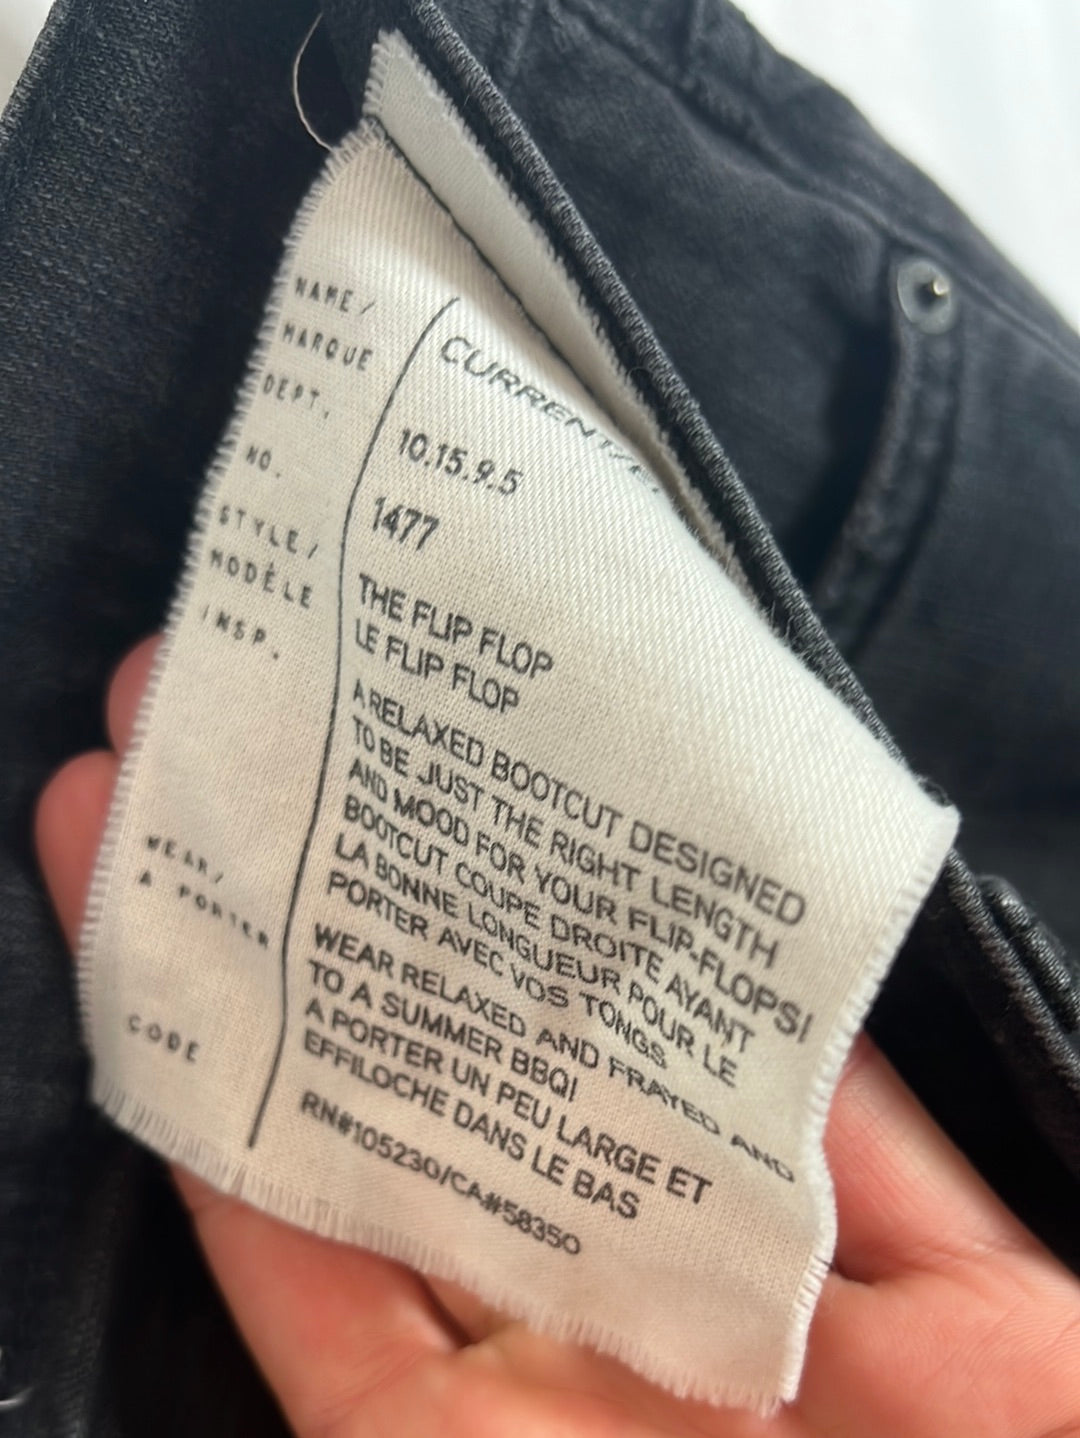 NAME/
MARQUE
DEPT.
NO.
STYLE/
MODÈLE
INSP.
WEAR/
A PORTER
CODE
CURRENT/E.
10.15.9.5
1477
THE FLIP FLOP
LE FLIP FLOP
A RELAXED BOOTCUT DESIGNED
TO BE JUST THE RIGHT LENGTH
AND MOOD FOR YOUR FLIP-FLOPS!
BOOTCUT COUPE DROITE AYANT
LA BONNE LONGUEUR POUR LE
PORTER AVEC VOS TONGS
WEAR RELAXED AND FRAYED AND
TO A SUMMER BBQ!
A PORTER UN PEU LARGE ET
EFFILOCHE DANS LE BAS
RN#105230/CA#58350